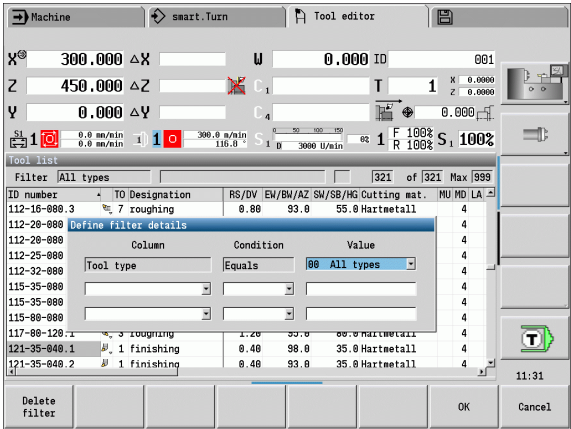 Machine
smart.Turn
Tool editor
X 300.000 ΔX W 0.000 ID 001
Z 450.000 ΔZ C 1 T 1 X 0.0000
Z 0.0000
Y 0.000 ΔY C 4 0.000
S1 1 0.0 mm/min 1 0 300.0 m/min S 1 0 50 100 150 0% 1 F 100% S 1 100%
0.0 mm/min 116.8 ° D 3000 U/min R 100%
Tool list
Filter All types 321 of 321 Max 999
ID number TO Designation RS/DV EW/BW/AZ SW/SB/HG Cutting mat. MU MD LA
112-16-080.3 7 roughing 0.80 93.0 55.0 Hartmetall 4
112-20-080 Define filter details 4
112-20-080 Column Condition Value 4
112-25-080 4
112-32-080 Tool type Equals 00 All types 4
115-35-080 4
115-35-080 4
115-80-080 4
117-80-120.1 3 roughing 1.20 95.0 80.0 Hartmetall 4
121-35-040.1 1 finishing 0.40 98.0 35.0 Hartmetall 4
121-35-040.2 1 finishing 0.40 93.0 35.0 Hartmetall 4
T
11:31
Delete
filter
OK
Cancel